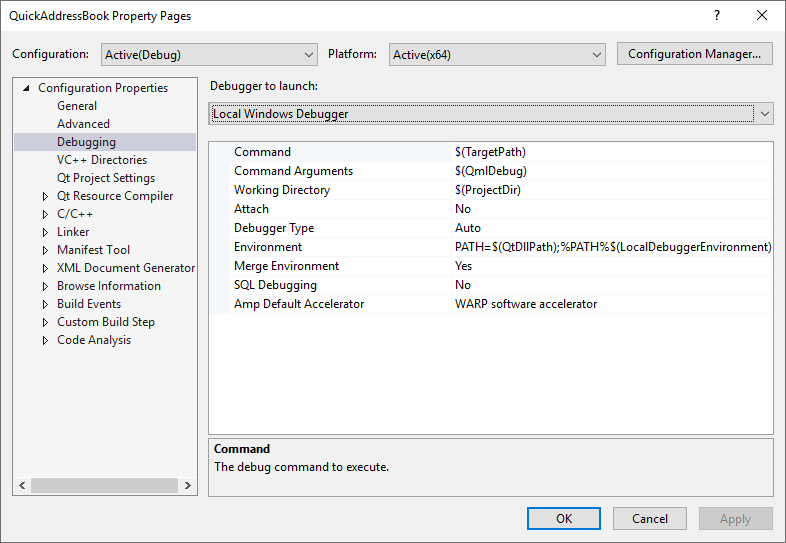 QuickAddressBook Property Pages
?
Configuration: Active(Debug) Platform: Active(x64) Configuration Manager...
Configuration Properties
General
Advanced
Debugging
VC++ Directories
Qt Project Settings
Qt Resource Compiler
C/C++
Linker
Manifest Tool
XML Document Generator
Browse Information
Build Events
Custom Build Step
Code Analysis
Debugger to launch:
Local Windows Debugger
Command $(TargetPath)
Command Arguments $(QmlDebug)
Working Directory $(ProjectDir)
Attach No
Debugger Type Auto
Environment PATH=$(QtDllPath);%PATH%$(LocalDebuggerEnvironment)
Merge Environment Yes
SQL Debugging No
Amp Default Accelerator WARP software accelerator
Command
The debug command to execute.
OK Cancel Apply